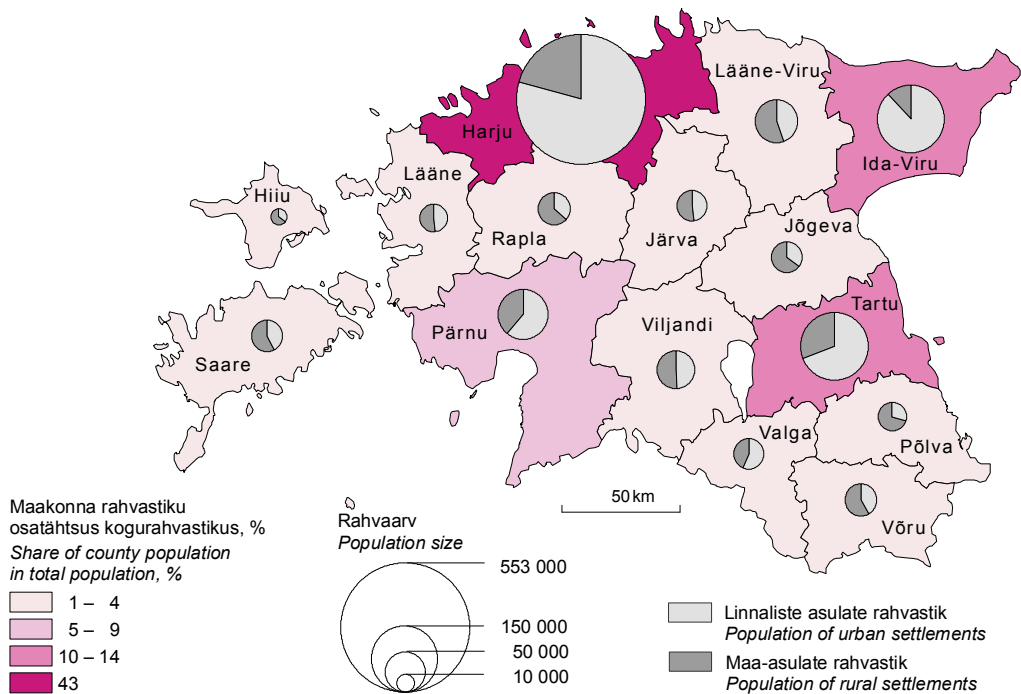 Lääne-Viru
Harju
Ida-Viru
Lääne
Hiiu
Rapla
Järva
Jõgeva
Tartu
Pärnu
Viljandi
Saare
Valga
Põlva
Võru
50 km
Maakonna rahvastiku
osatähtsus kogurahvastikus, %
Share of county population
in total population, %
1 – 4
5 – 9
10 – 14
43
Rahvaarv
Population size
553 000
150 000
50 000
10 000
Linnaliste asulate rahvastik
Population of urban settlements
Maa-asulate rahvastik
Population of rural settlements